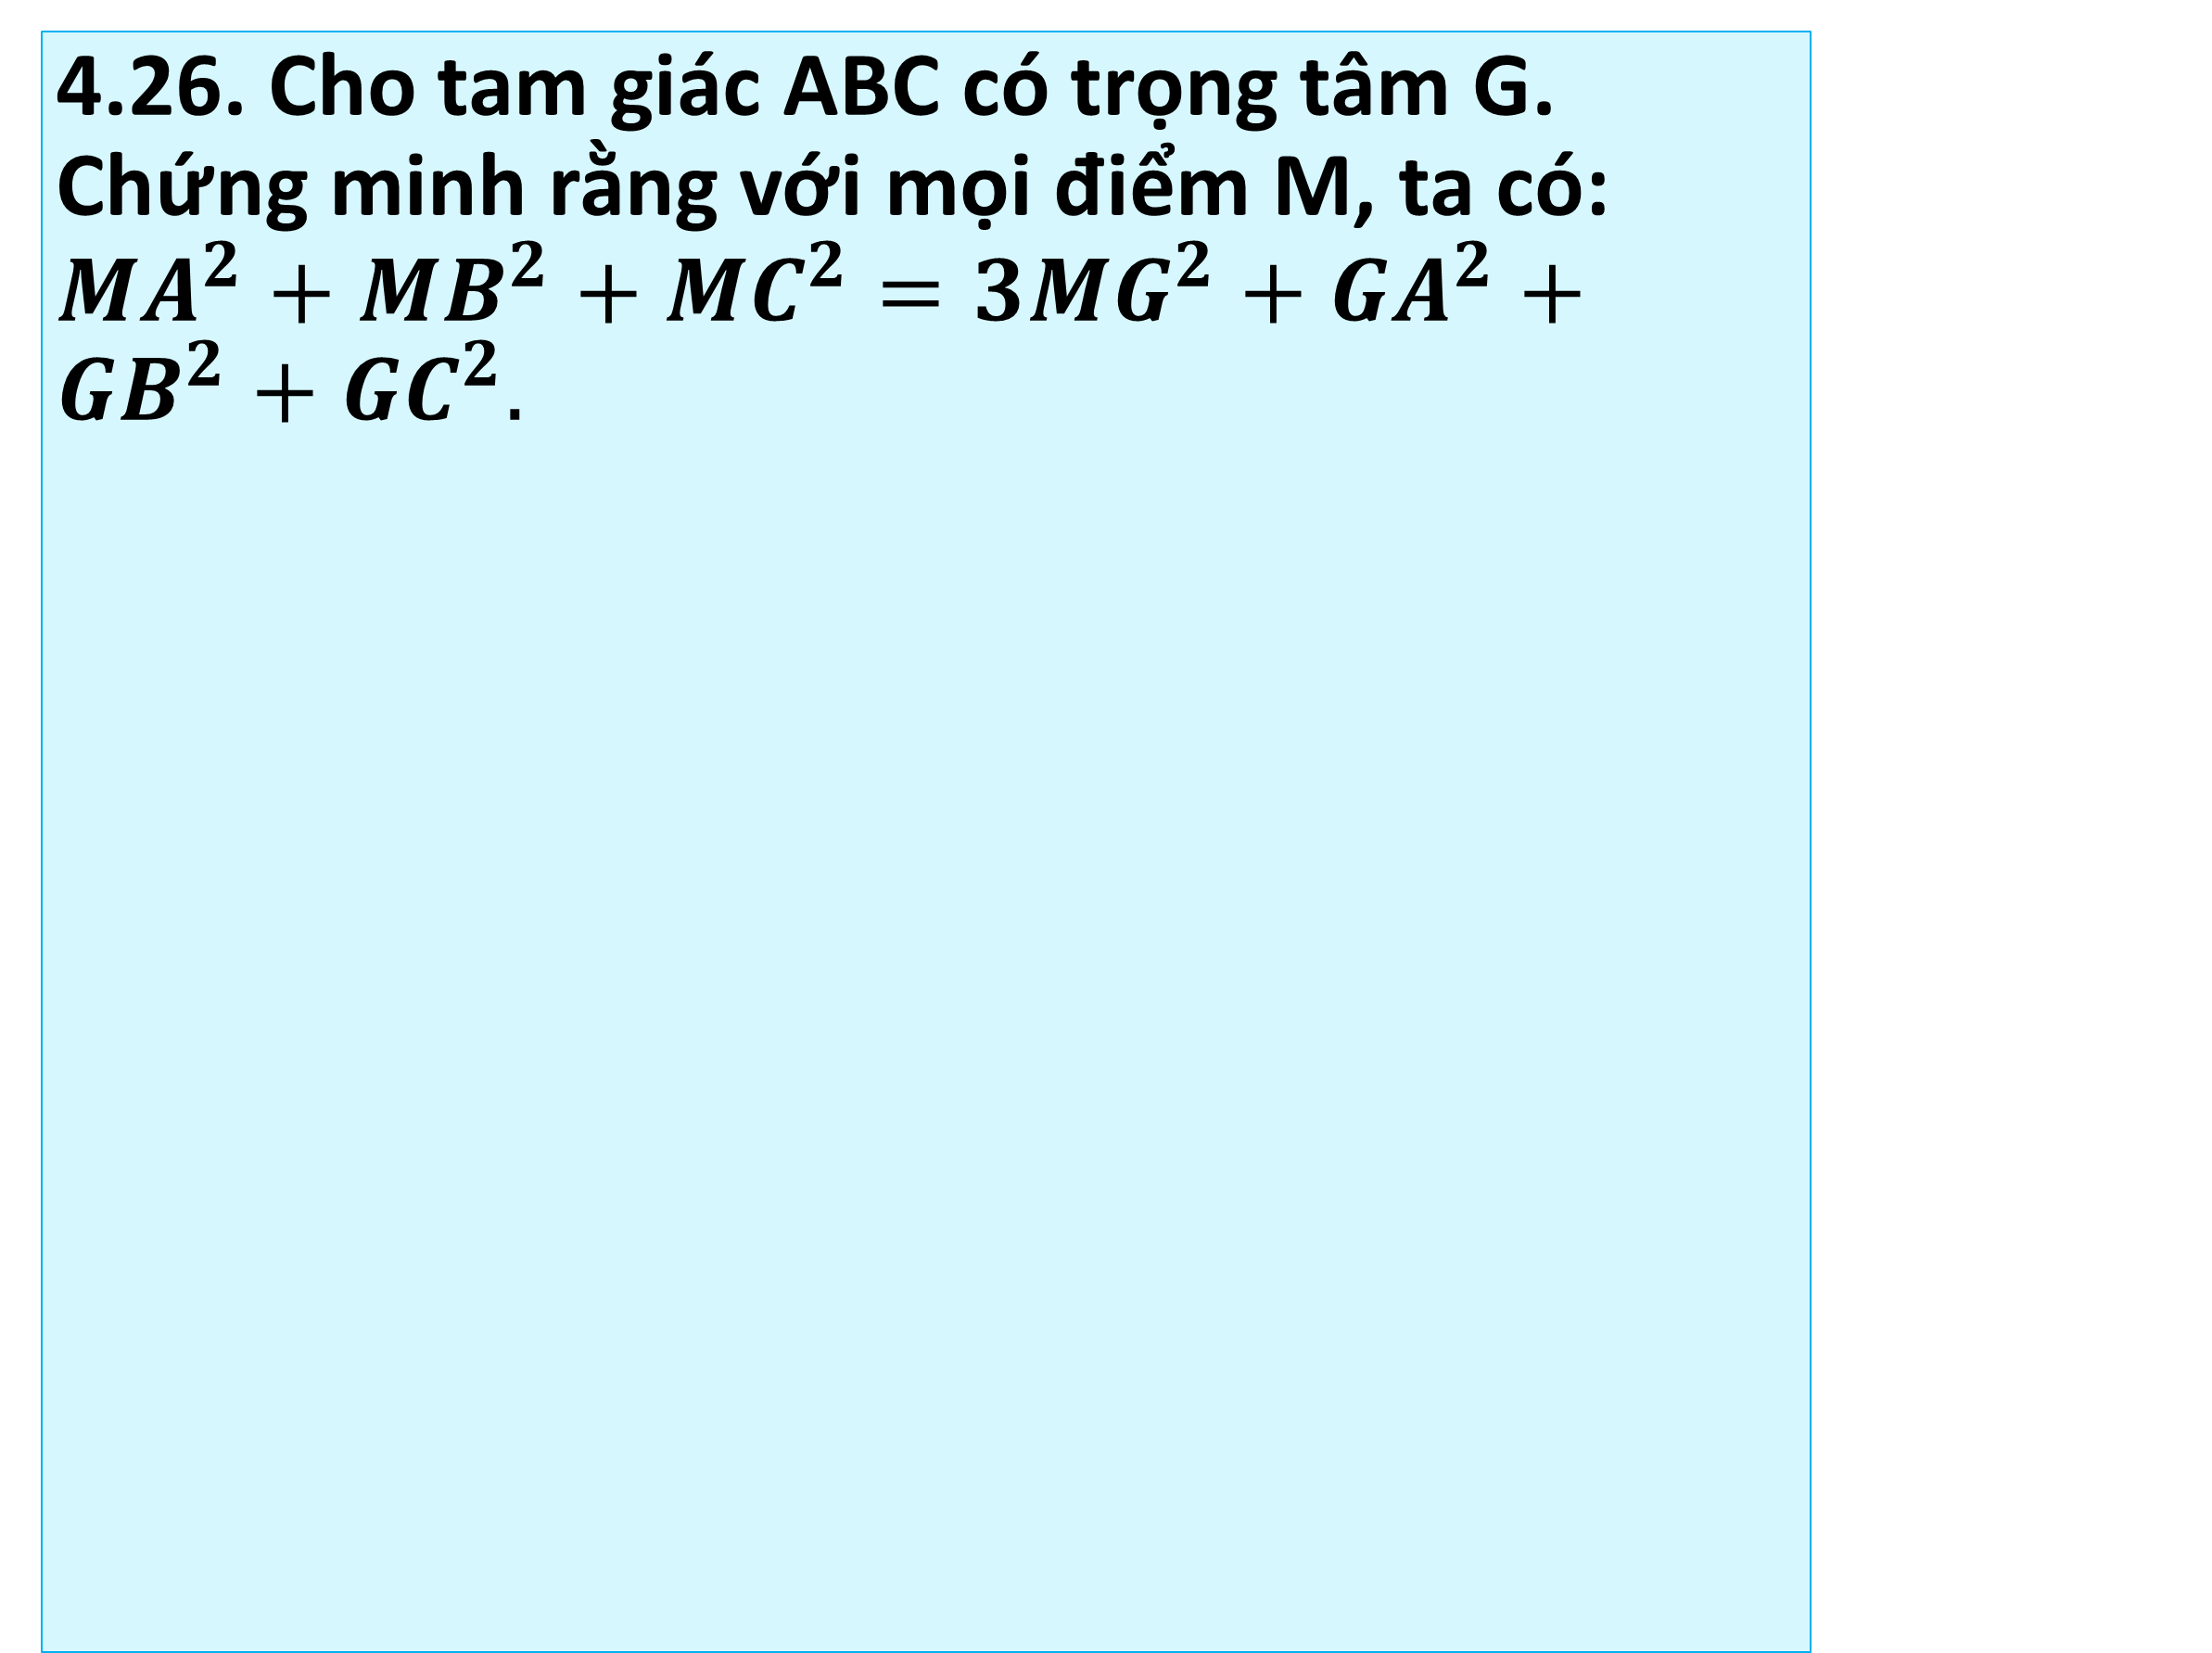 4.26. Cho tam giác ABC có trọng tâm G.
Chứng minh rằng với mọi điểm M, ta có:
𝑴𝑨² + 𝑴𝑩² + 𝑴𝑪² = 𝟑𝑴𝑮² + 𝑮𝑨² +
𝑮𝑩² + 𝑮𝑪².